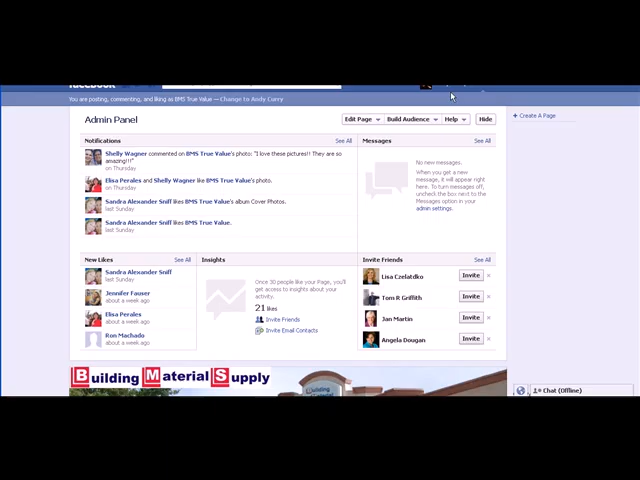 facebook
You are posting, commenting, and liking as BMS True Value — Change to Andy Curry
Admin Panel
Edit Page
Build Audience
Help
Hide
Create A Page
Notifications
See All
Shelly Wagner commented on BMS True Value's photo: "I love these pictures!! They are so
amazing!!!"
on Thursday
Elisa Perales and Shelly Wagner like BMS True Value's photo.
on Thursday
Sandra Alexander Sniff likes BMS True Value's album Cover Photos.
last Sunday
Sandra Alexander Sniff likes BMS True Value.
last Sunday
Messages
See All
No new messages.
When you get a new
message, it will appear right
here. To turn messages off,
uncheck the box next to the
Messages option in your
admin settings.
New Likes
See All
Sandra Alexander Sniff
last Sunday
Jennifer Fauser
about a week ago
Elisa Perales
about a week ago
Ron Machado
about a week ago
Insights
Once 30 people like your Page, you'll
get access to insights about your
activity.
21 likes
Invite Friends
Invite Email Contacts
Invite Friends
See All
Lisa Czelatdko
Invite
Tom R Griffith
Invite
Jan Martin
Invite
Angela Dougan
Invite
Building Material Supply
Building
Chat (Offline)